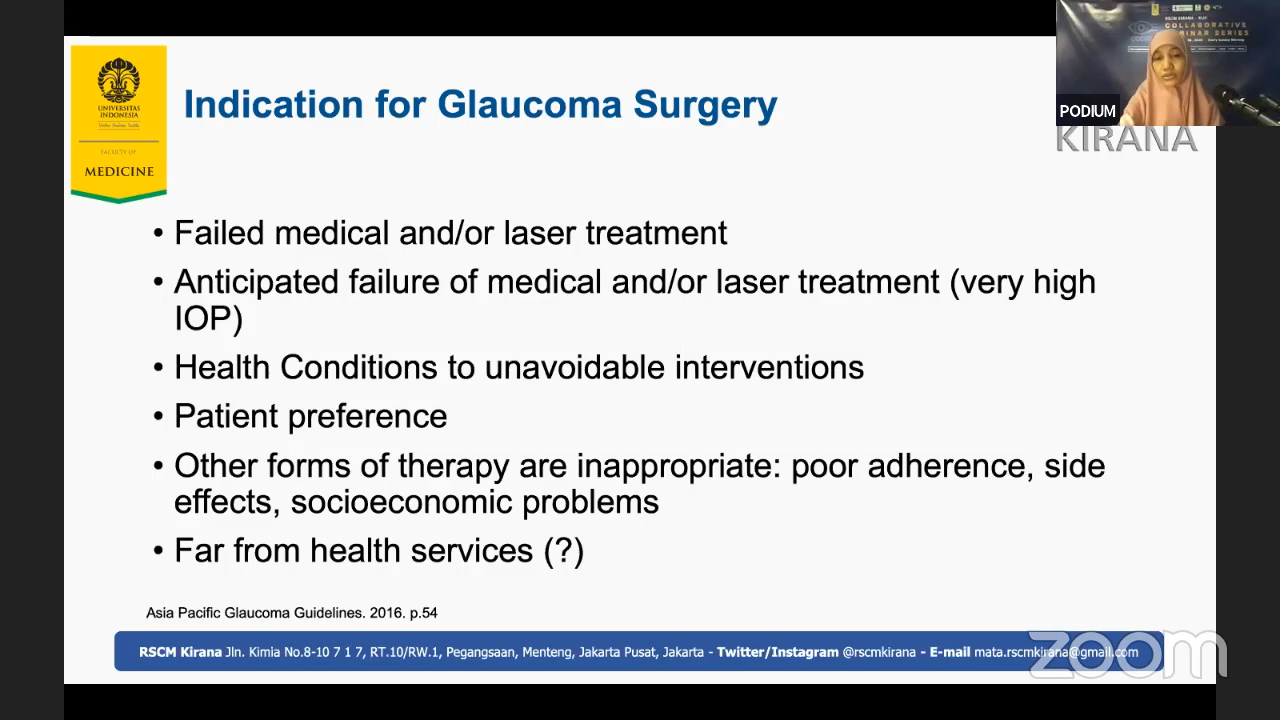 UNIVERSITAS
INDONESIA
FACULTY OF
MEDICINE
Indication for Glaucoma Surgery
COLLABORATIVE
PODIUM
KIRANA
• Failed medical and/or laser treatment
• Anticipated failure of medical and/or laser treatment (very high
IOP)
• Health Conditions to unavoidable interventions
• Patient preference
• Other forms of therapy are inappropriate: poor adherence, side
effects, socioeconomic problems
• Far from health services (?)
Asia Pacific Glaucoma Guidelines. 2016. p.54
RSCM Kirana Jln. Kimia No.8-10 7 1 7, RT.10/RW.1, Pegangsaan, Menteng, Jakarta Pusat, Jakarta - Twitter/Instagram @rscmkirana - E-mail mata.rscmkirana@gmail.com
zoom